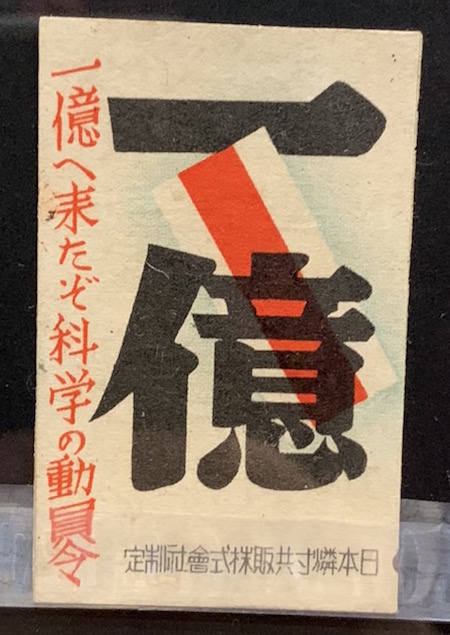 一億
一億へ来たぞ科学の動員令
日本燐寸共販株式會社制定